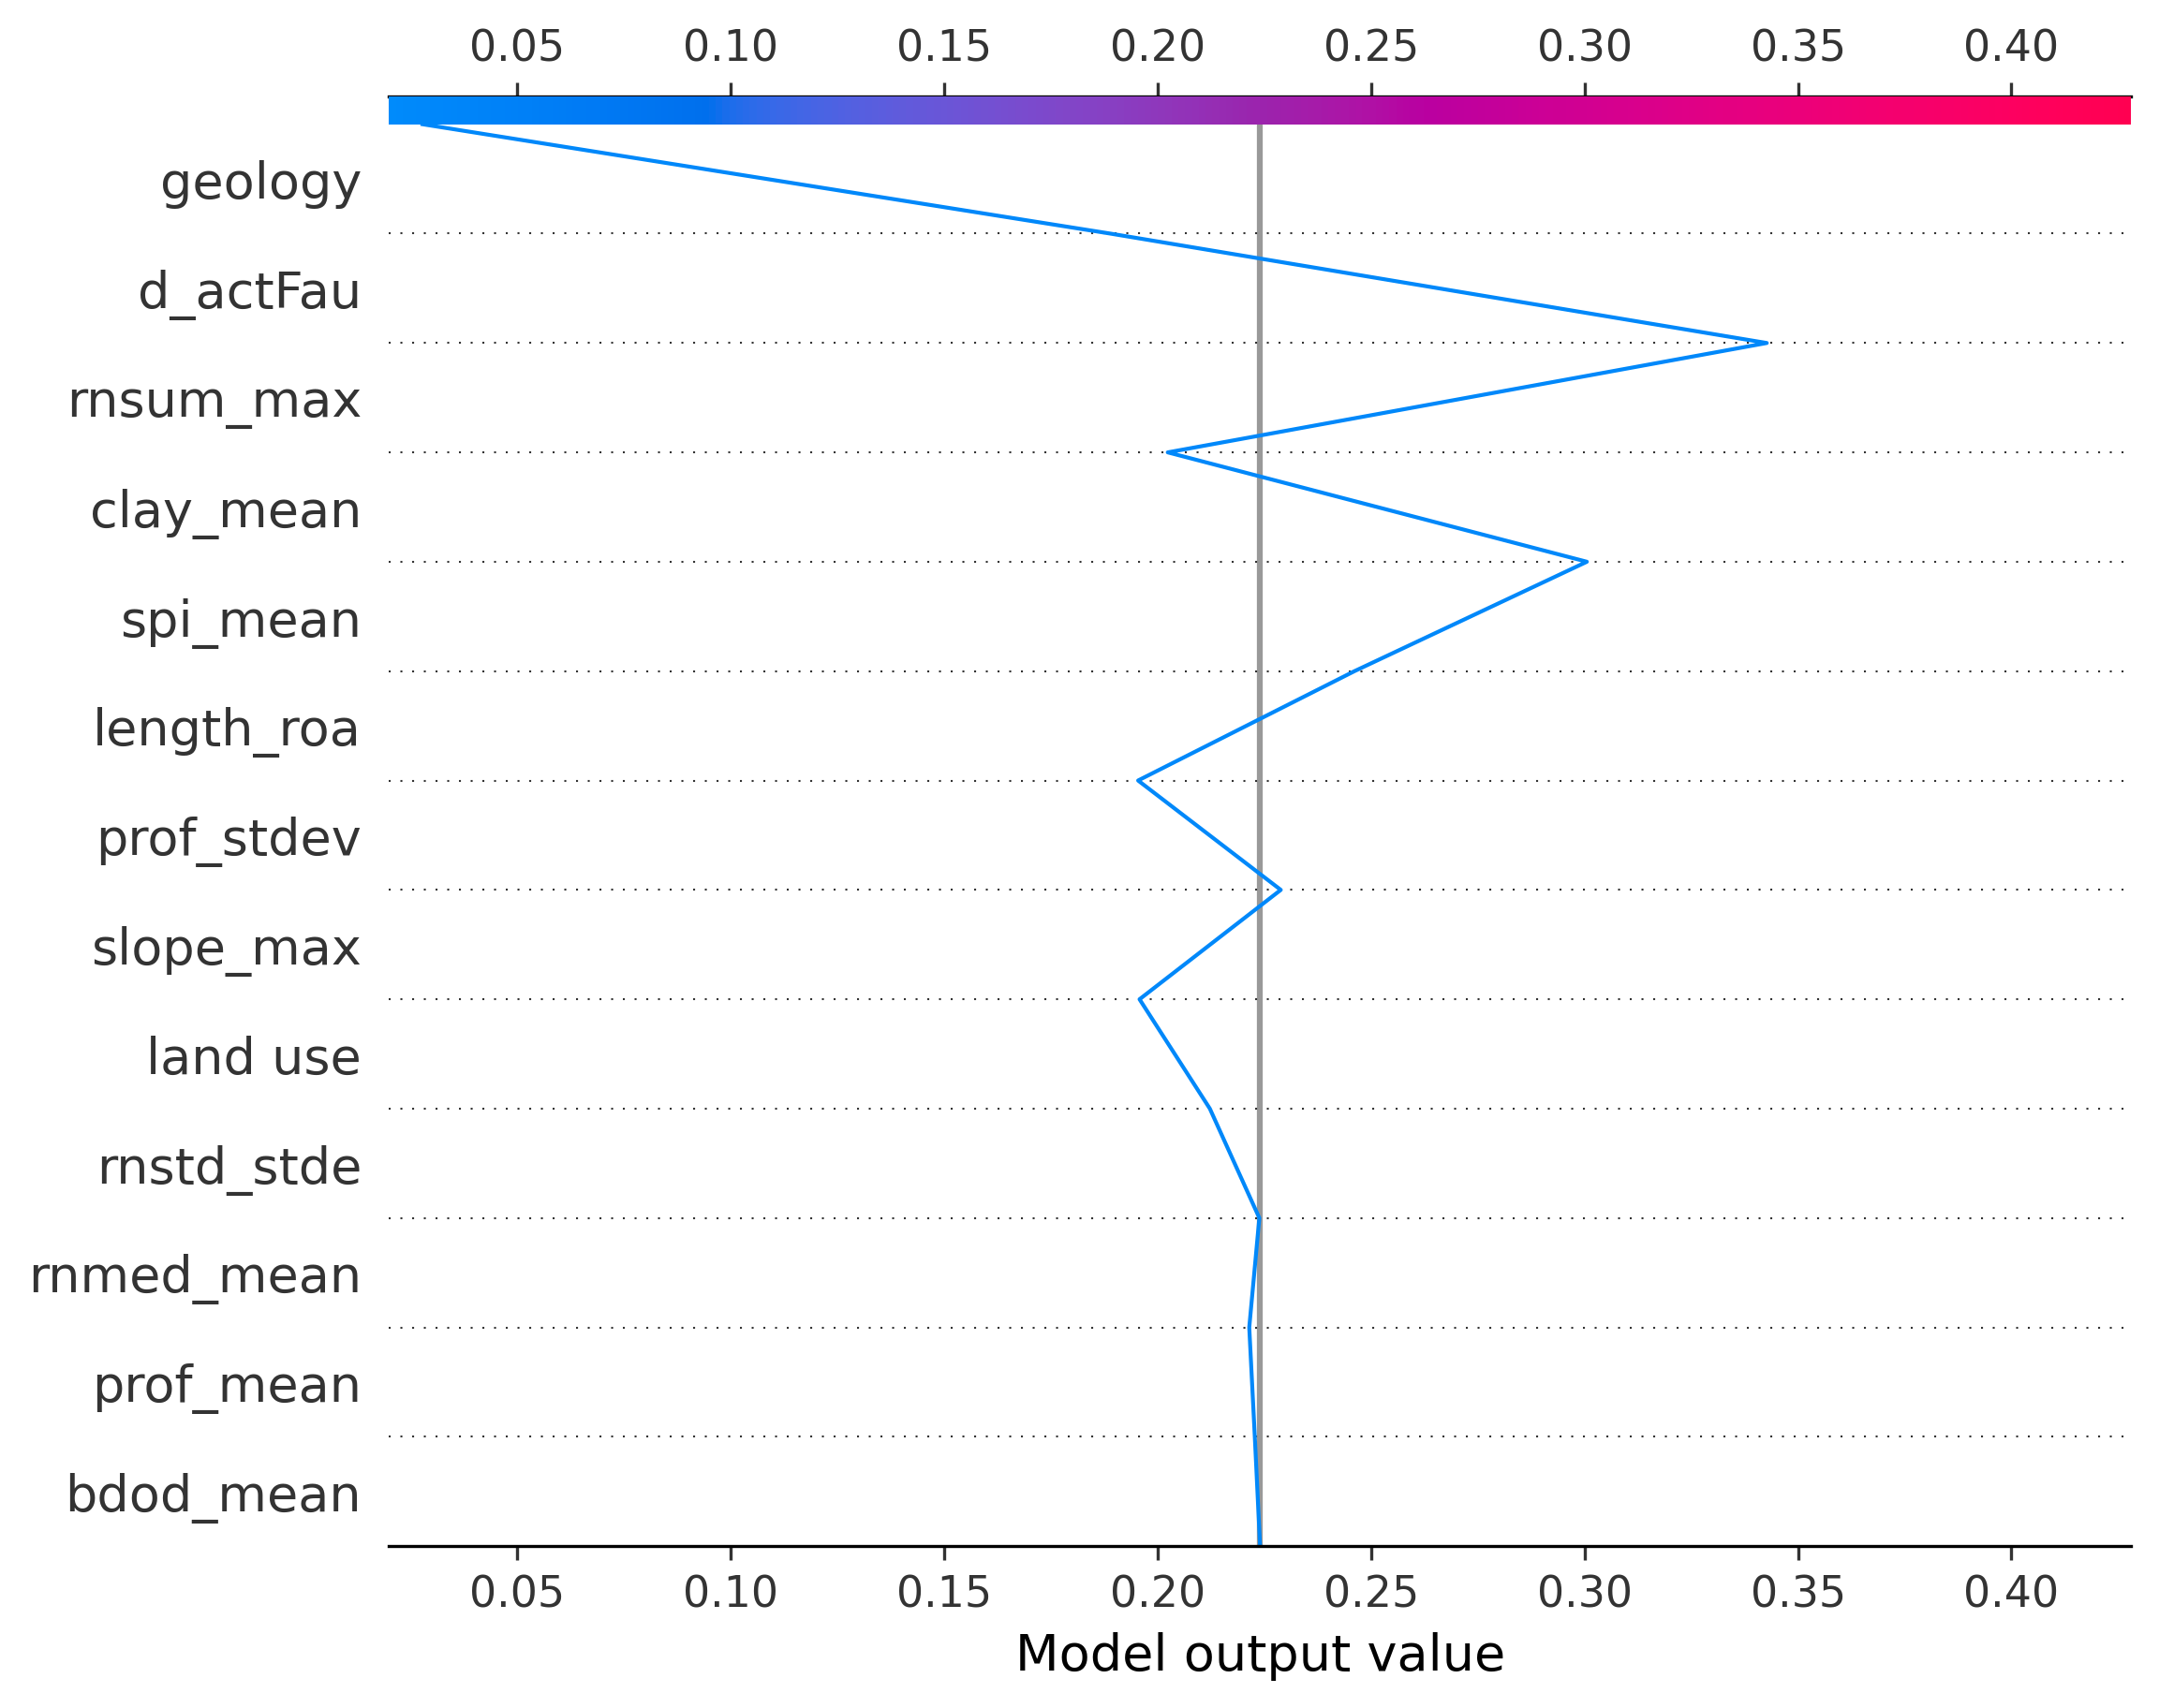 0.05 0.10 0.15 0.20 0.25 0.30 0.35 0.40
geology
d_actFau
rnsum_max
clay_mean
spi_mean
length_roa
prof_stdev
slope_max
land use
rnstd_stde
rnmed_mean
prof_mean
bdod_mean
0.05 0.10 0.15 0.20 0.25 0.30 0.35 0.40
Model output value